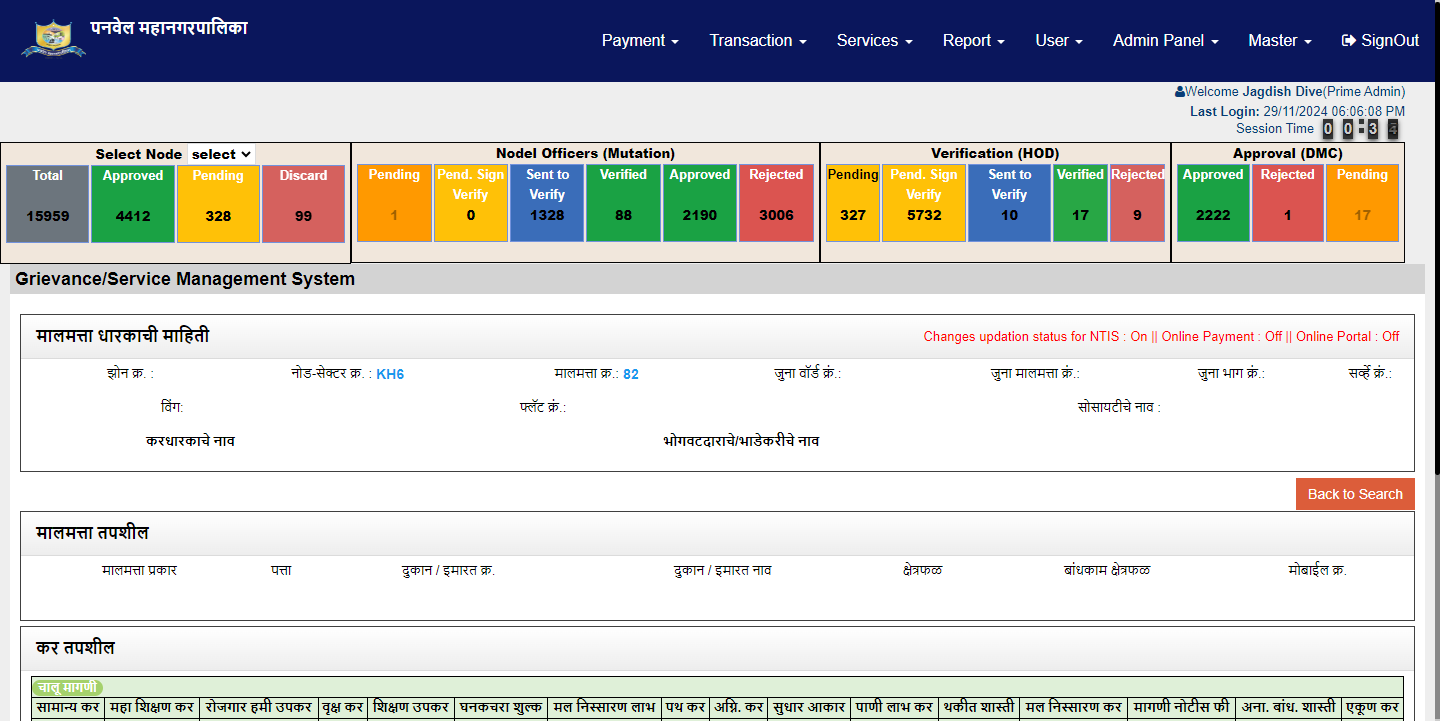 पनवेल महानगरपालिका
Payment Transaction Services Report User Admin Panel Master SignOut
Welcome Jagdish Dive(Prime Admin)
Last Login: 29/11/2024 06:06:08 PM
Session Time 0 0 : 3 4
Select Node select
Total Approved Pending Discard
15959 4412 328 99
Nodel Officers (Mutation)
Pending Pend. Sign Verify Sent to Verify Verified Approved Rejected
1 0 1328 88 2190 3006
Verification (HOD)
Pending Pend. Sign Verify Sent to Verify Verified Rejected
327 5732 10 17 9
Approval (DMC)
Approved Rejected Pending
2222 1 17
Grievance/Service Management System
मालमत्ता धारकाची माहिती
Changes updation status for NTIS : On || Online Payment : Off || Online Portal : Off
झोन क्र. : नोड-सेक्टर क्र. : KH6 मालमत्ता क्र.: 82 जुना वॉर्ड क्रं.: जुना मालमत्ता क्रं.: जुना भाग क्रं.: सर्व्हे क्रं.:
विंग: फ्लॅट क्रं.: सोसायटीचे नाव :
करधारकाचे नाव भोगवटदाराचे/भाडेकरीचे नाव
Back to Search
मालमत्ता तपशील
मालमत्ता प्रकार पत्ता दुकान / इमारत क्र. दुकान / इमारत नाव क्षेत्रफळ बांधकाम क्षेत्रफळ मोबाईल क्र.
कर तपशील
चालू मागणी
सामान्य कर महा शिक्षण कर रोजगार हमी उपकर वृक्ष कर शिक्षण उपकर घनकचरा शुल्क मल निस्सारण लाभ पथ कर अग्नि. कर सुधार आकार पाणी लाभ कर थकीत शास्ती मल निस्सारण कर मागणी नोटीस फी अना. बांध. शास्ती एकूण कर